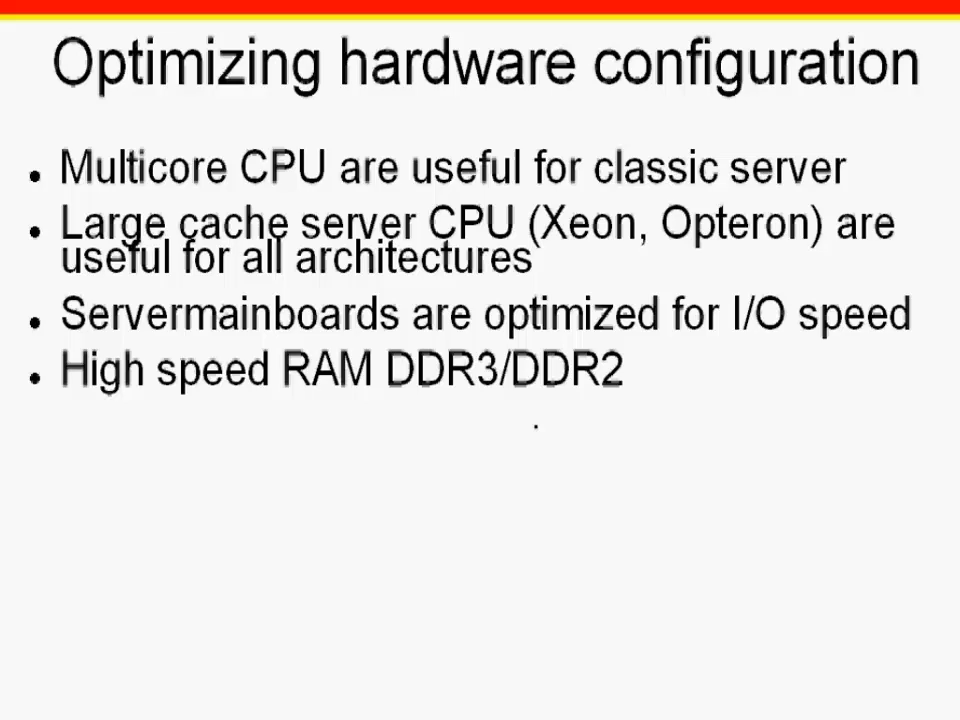 Optimizing hardware configuration
• Multicore CPU are useful for classic server
• Large cache server CPU (Xeon, Opteron) are
useful for all architectures
• Servermainboards are optimized for I/O speed
• High speed RAM DDR3/DDR2
.